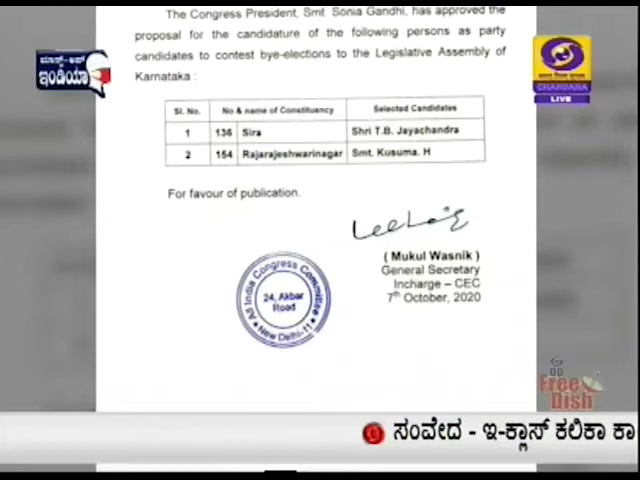 The Congress President, Smt. Sonia Gandhi, has approved the
proposal for the candidature of the following persons as party
candidates to contest bye-elections to the Legislative Assembly of
Karnataka :
Sl. No. No & name of Constituency Selected Candidates
1 136 Sira Shri T.B. Jayachandra
2 154 Rajarajeshwarinagar Smt. Kusuma. H
For favour of publication.
( Mukul Wasnik )
General Secretary
Incharge – CEC
7th October, 2020
All India Congress Committee
24, Akbar
Road
New Delhi-11
ಮಾಸ್ಕ್-ಅಪ್
ಇಂಡಿಯಾ
CHANDANA
LIVE
DD
Free
Dish
ಸಂವೇದ - ಇ-ಕ್ಲಾಸ್ ಕಲಿಕಾ ಕಾ